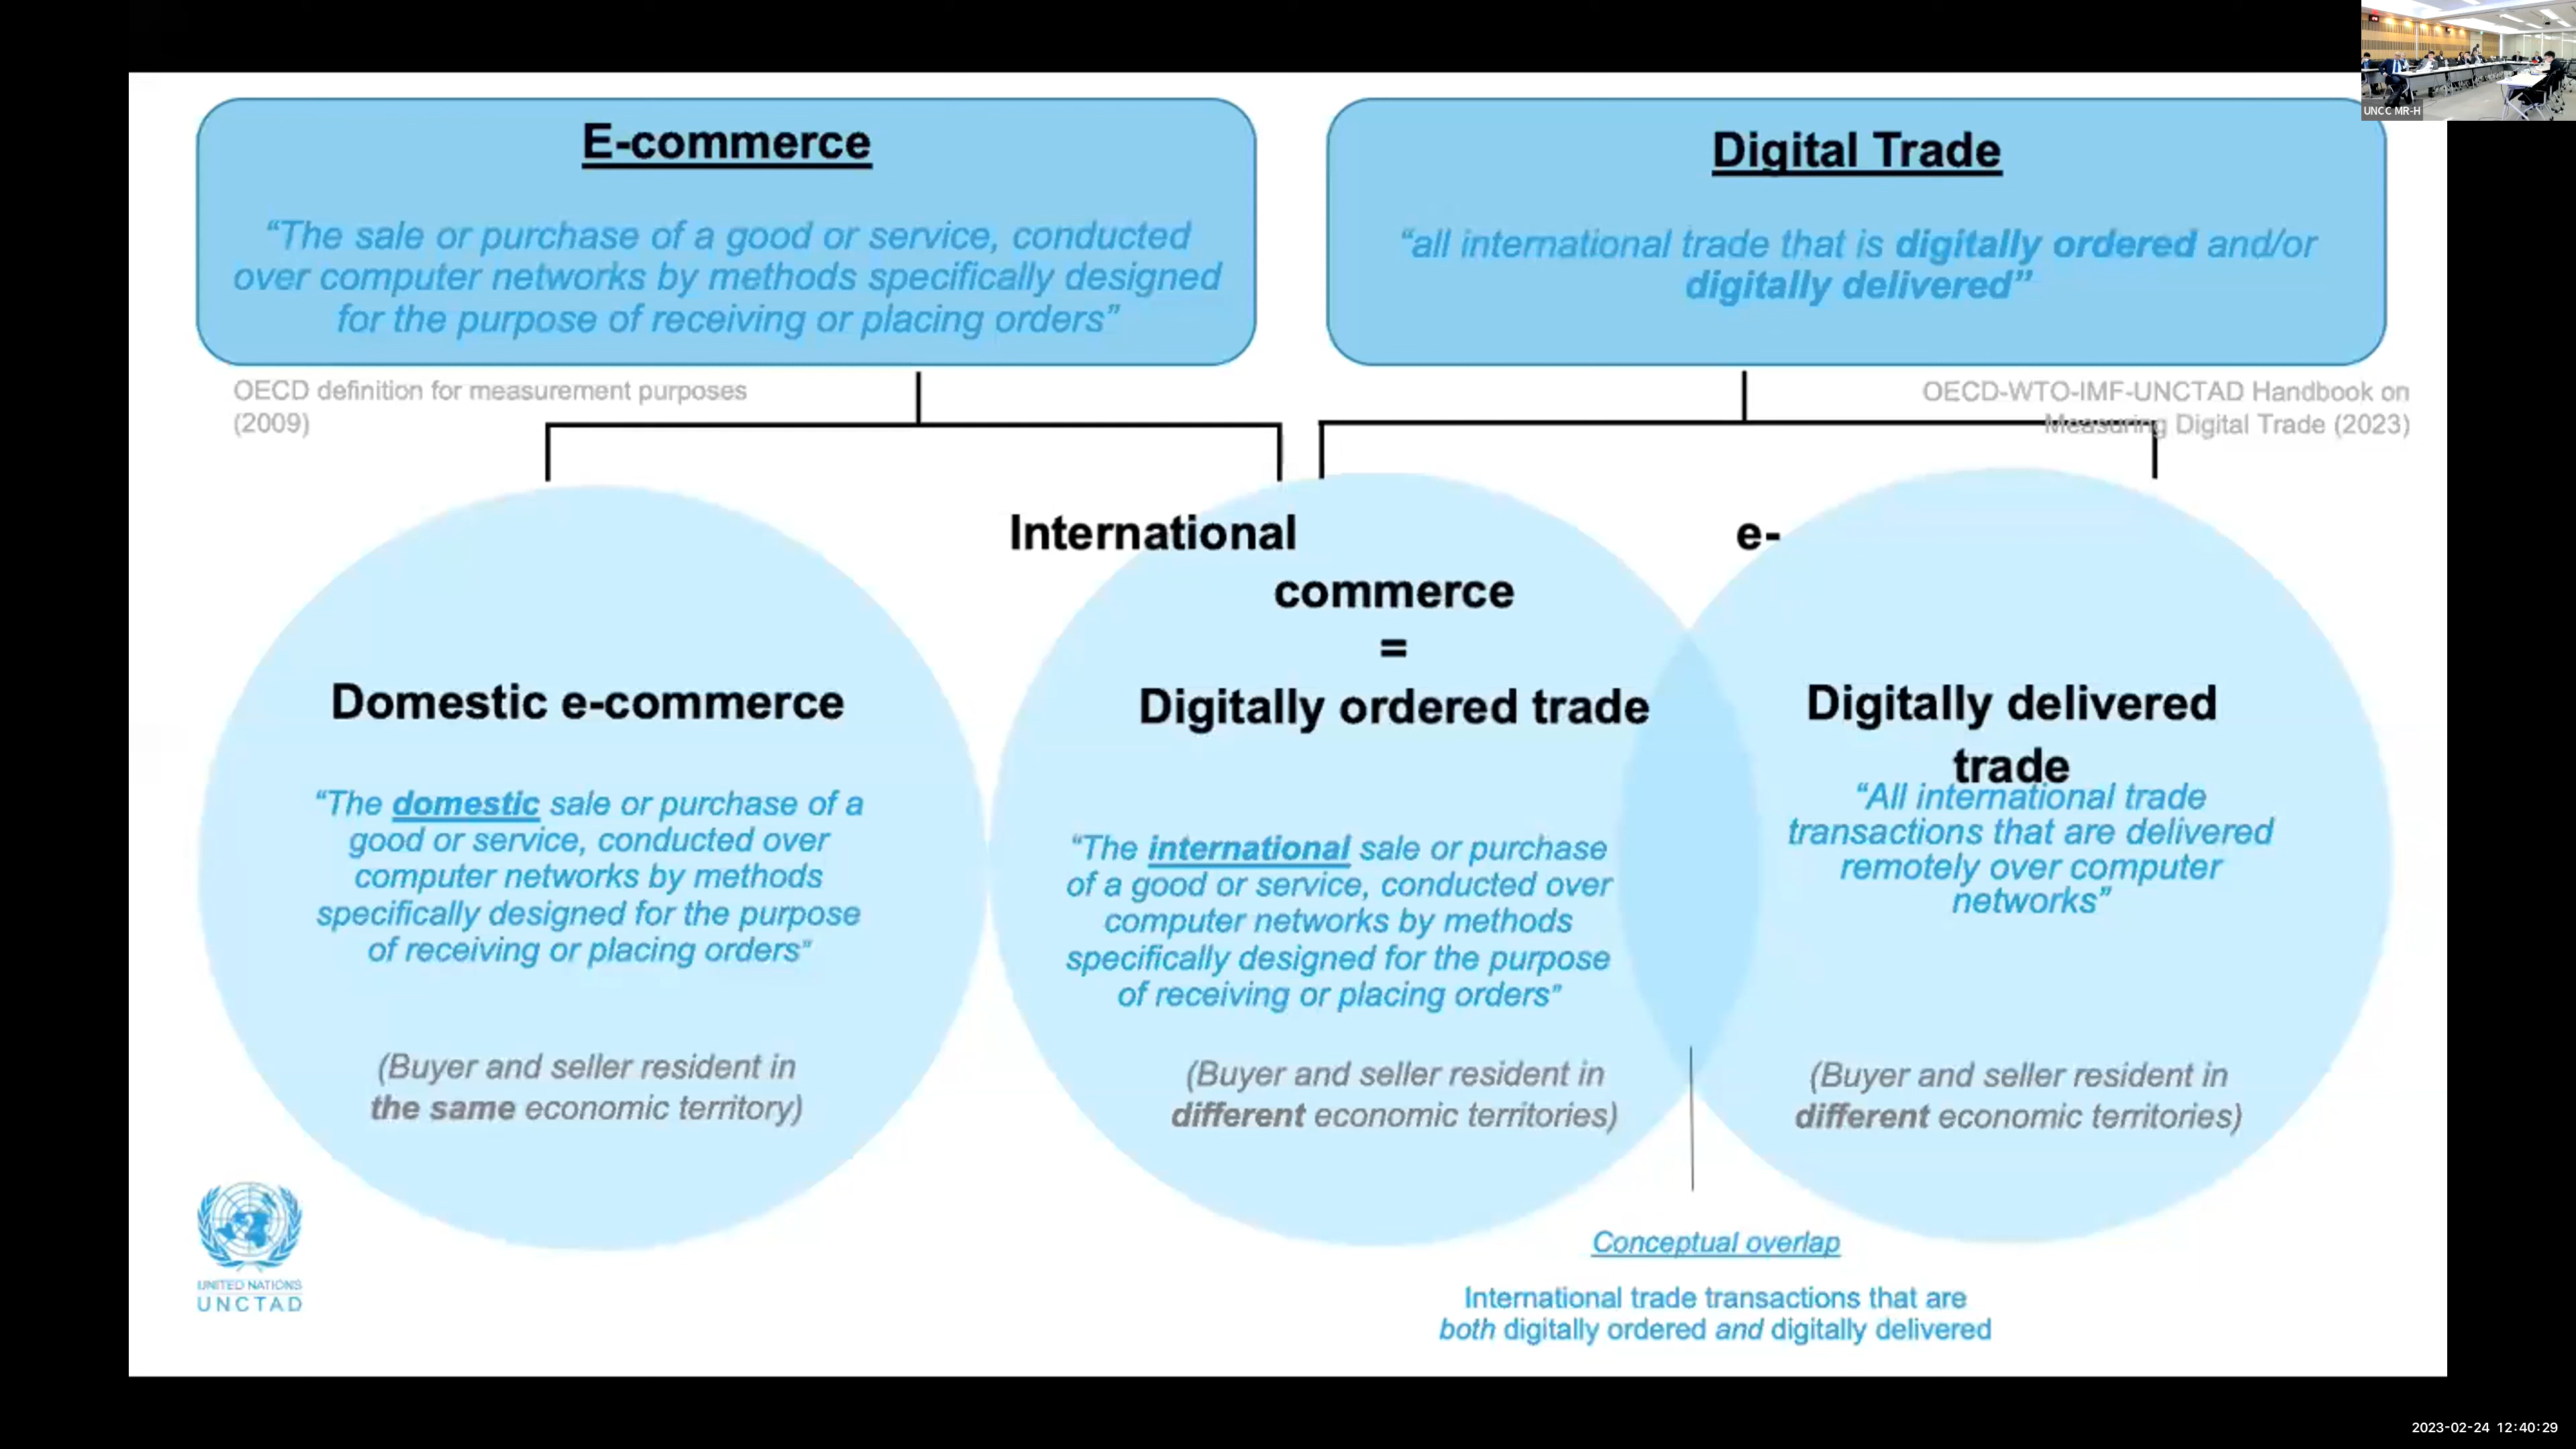 UNCC MR-H
E-commerce
“The sale or purchase of a good or service, conducted
over computer networks by methods specifically designed
for the purpose of receiving or placing orders”
OECD definition for measurement purposes
(2009)
Digital Trade
“all international trade that is digitally ordered and/or
digitally delivered”
OECD-WTO-IMF-UNCTAD Handbook on
Measuring Digital Trade (2023)
Domestic e-commerce
“The domestic sale or purchase of a
good or service, conducted over
computer networks by methods
specifically designed for the purpose
of receiving or placing orders”
(Buyer and seller resident in
the same economic territory)
International e-
commerce
=
Digitally ordered trade
“The international sale or purchase
of a good or service, conducted over
computer networks by methods
specifically designed for the purpose
of receiving or placing orders”
(Buyer and seller resident in
different economic territories)
Digitally delivered
trade
“All international trade
transactions that are delivered
remotely over computer
networks”
(Buyer and seller resident in
different economic territories)
Conceptual overlap
International trade transactions that are
both digitally ordered and digitally delivered
UNITED NATIONS
UNCTAD
2023-02-24 12:40:29